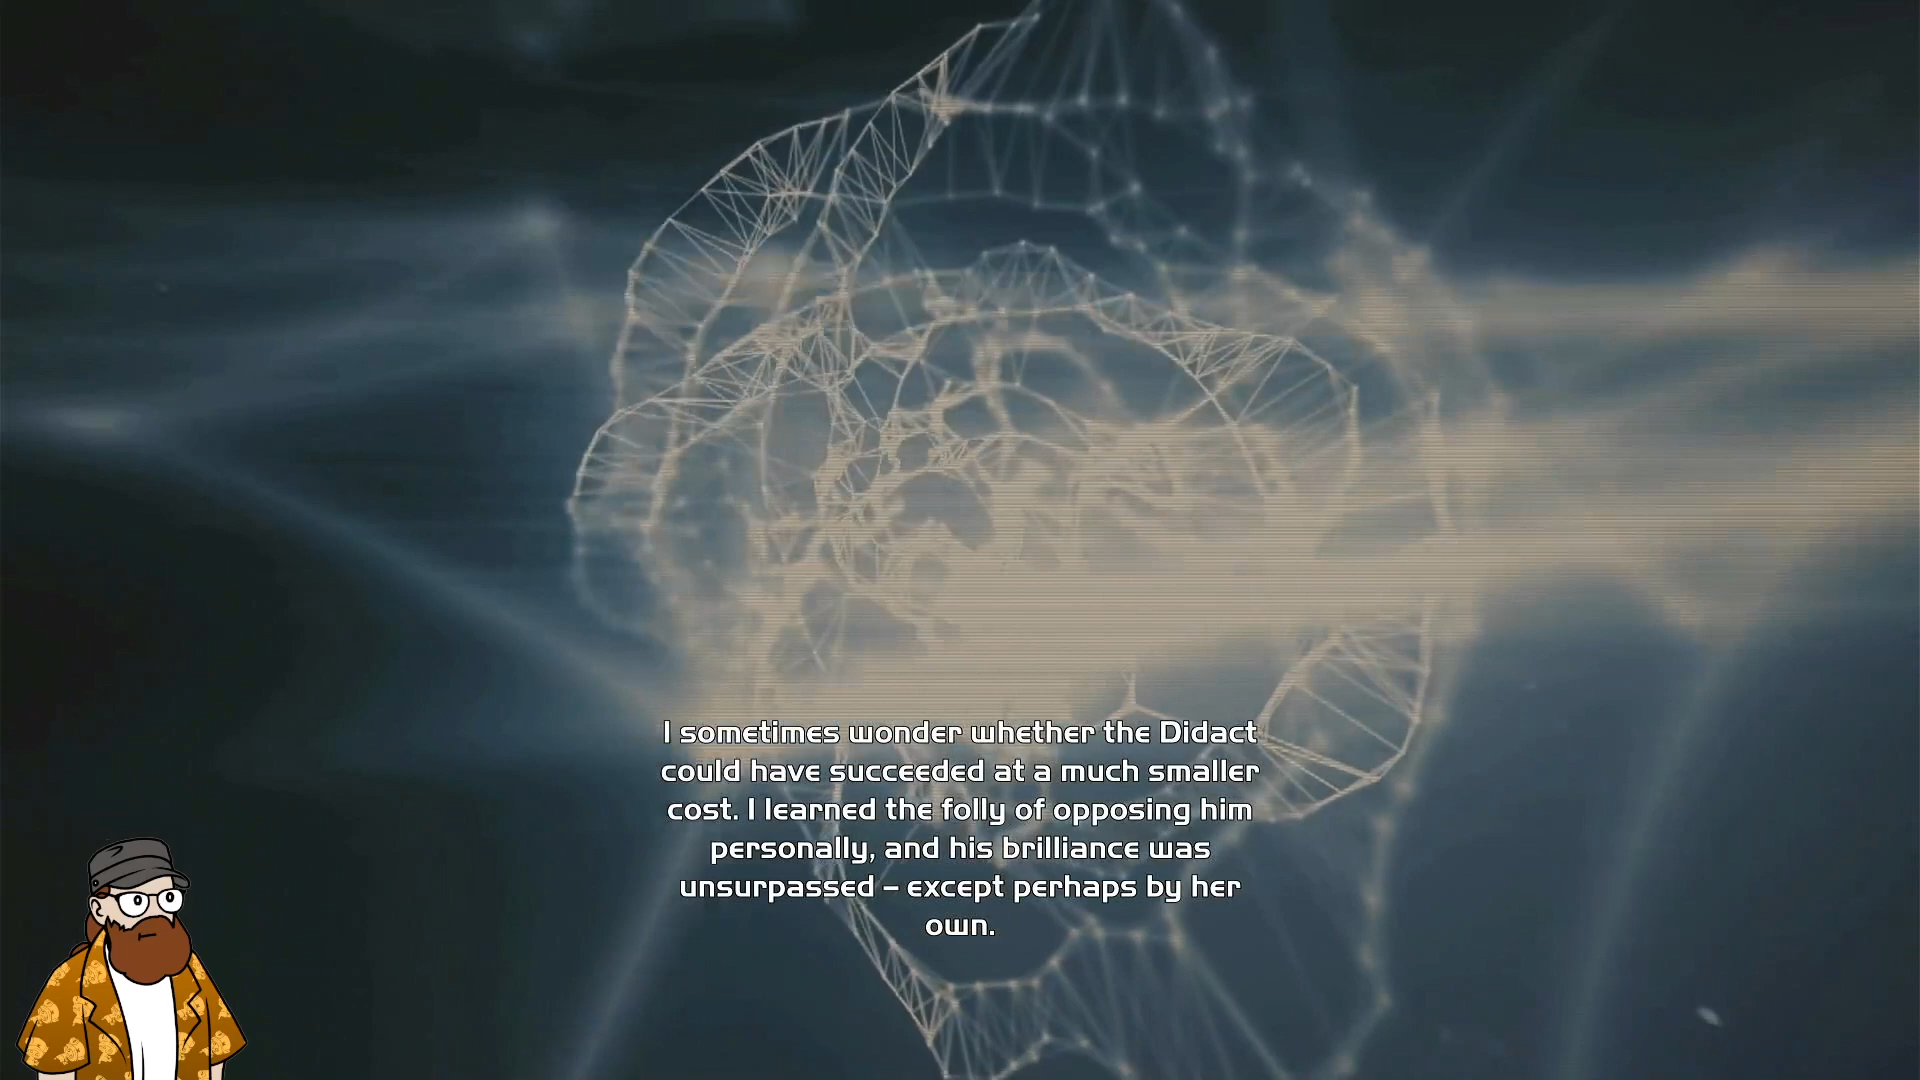 I sometimes wonder whether the Didact
could have succeeded at a much smaller
cost. I learned the folly of opposing him
personally, and his brilliance was
unsurpassed – except perhaps by her
own.